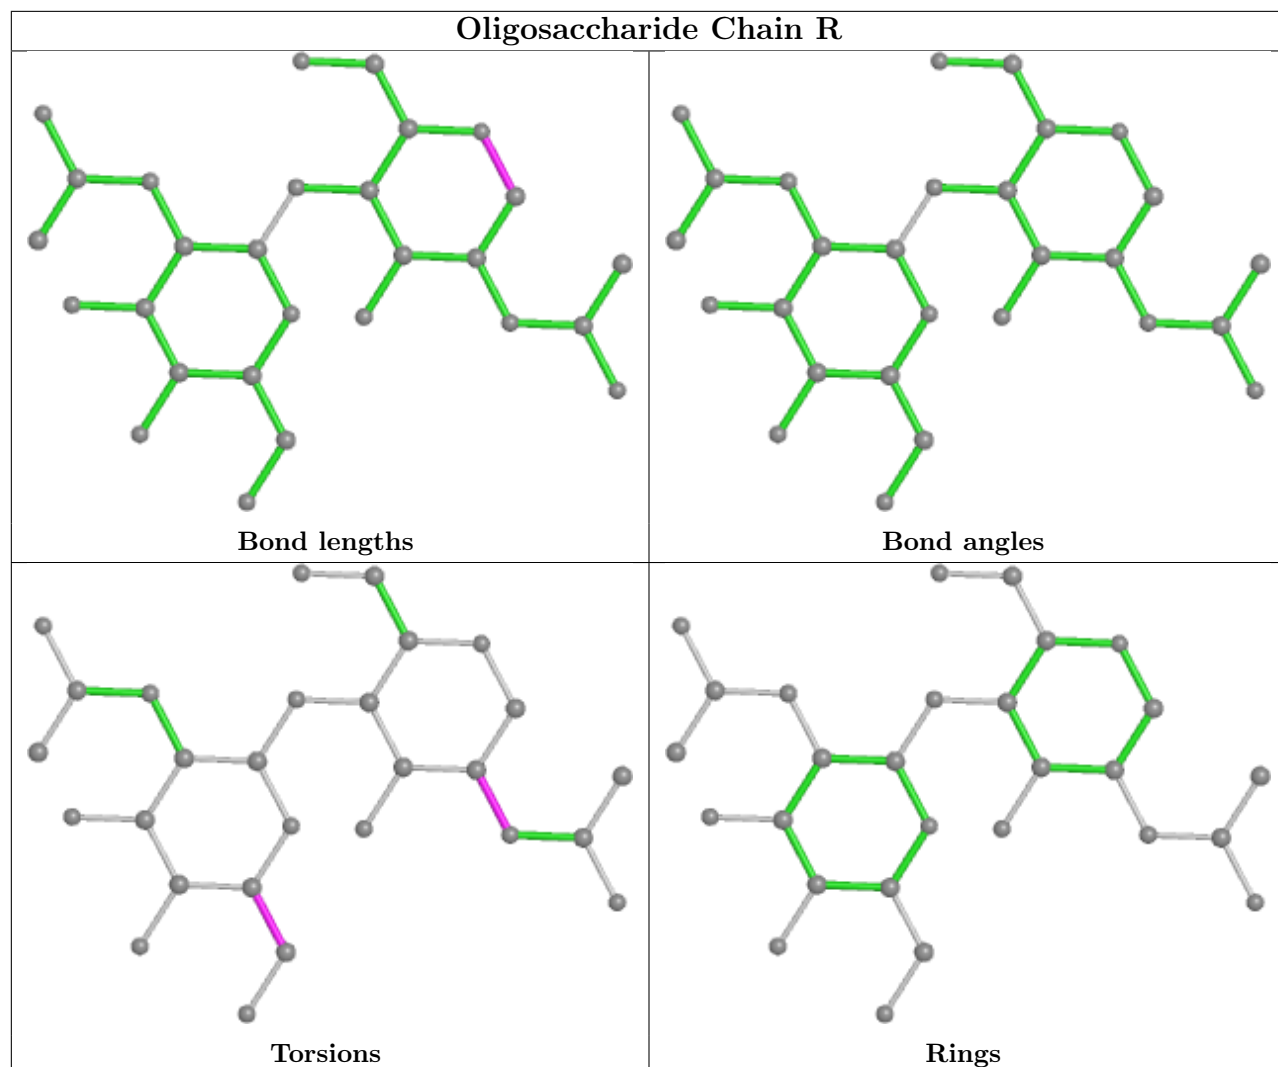 Oligosaccharide Chain R
Bond lengths
Bond angles
Torsions
Rings